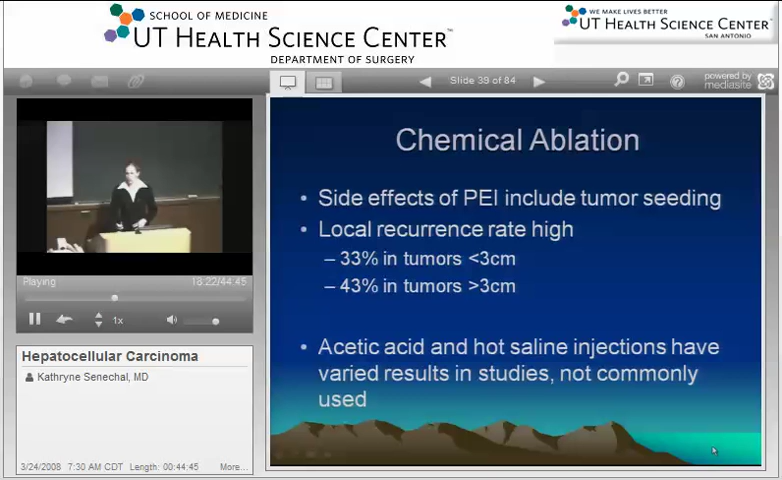 SCHOOL OF MEDICINE
UT HEALTH SCIENCE CENTER™
DEPARTMENT OF SURGERY
WE MAKE LIVES BETTER
UT HEALTH SCIENCE CENTER
SAN ANTONIO
Slide 39 of 84
powered by
mediasite
Chemical Ablation
• Side effects of PEI include tumor seeding
• Local recurrence rate high
– 33% in tumors <3cm
– 43% in tumors >3cm
• Acetic acid and hot saline injections have
varied results in studies, not commonly
used
Playing
18:22/44:45
1x
Hepatocellular Carcinoma
Kathryne Senechal, MD
3/24/2008 7:30 AM CDT Length: 00:44:45 More...